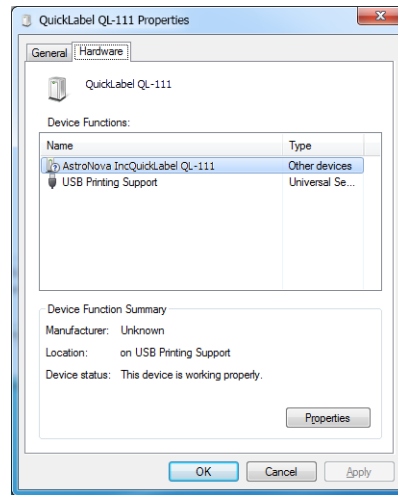 QuickLabel QL-111 Properties
General Hardware
QuickLabel QL-111
Device Functions:
Name Type
AstroNova IncQuickLabel QL-111 Other devices
USB Printing Support Universal Se...
Device Function Summary
Manufacturer: Unknown
Location: on USB Printing Support
Device status: This device is working properly.
Properties
OK Cancel Apply